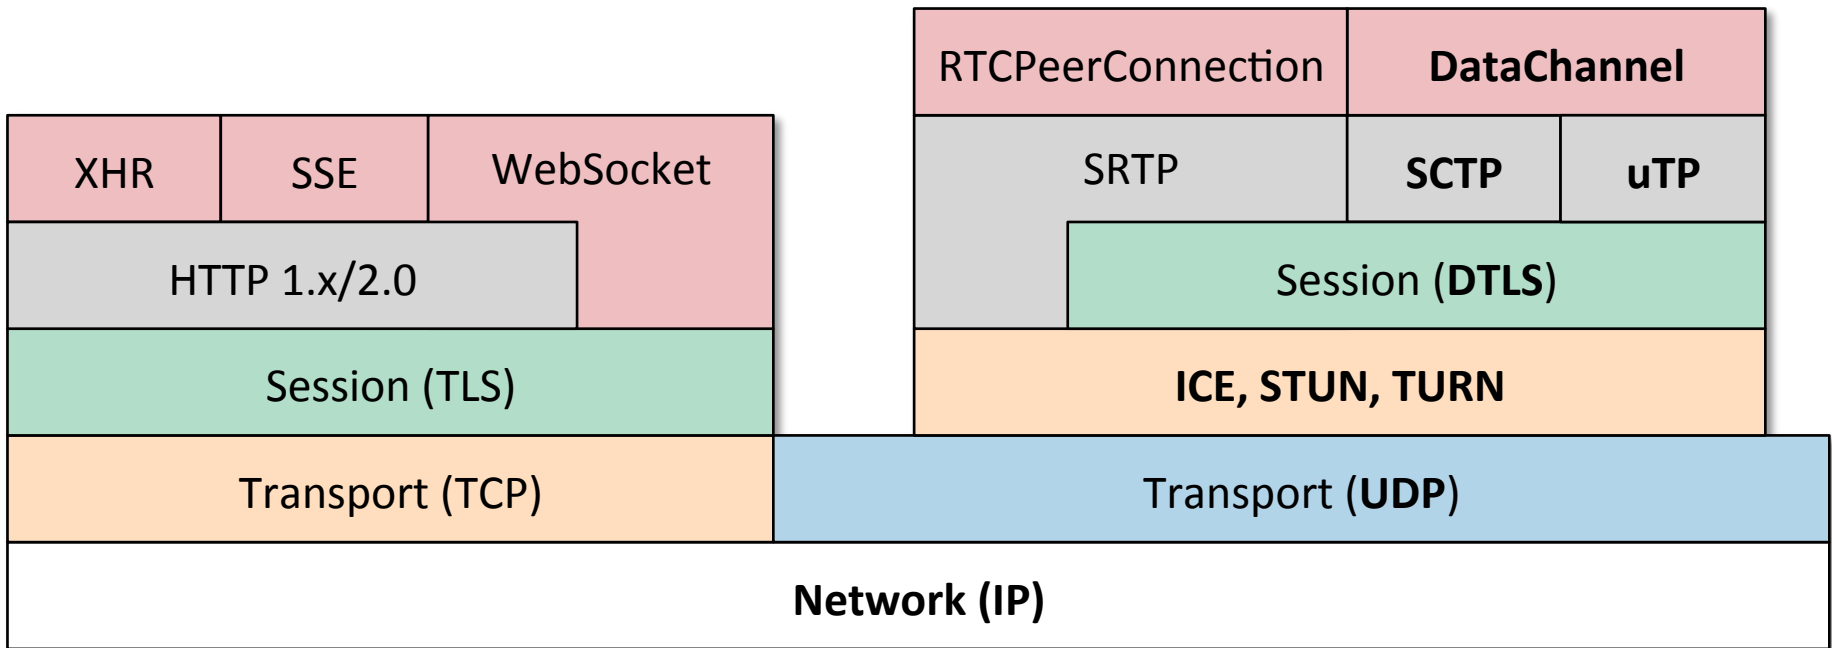 RTCPeerConnection
DataChannel
XHR
SSE
WebSocket
SRTP
SCTP
uTP
HTTP 1.x/2.0
Session (DTLS)
Session (TLS)
ICE, STUN, TURN
Transport (TCP)
Transport (UDP)
Network (IP)